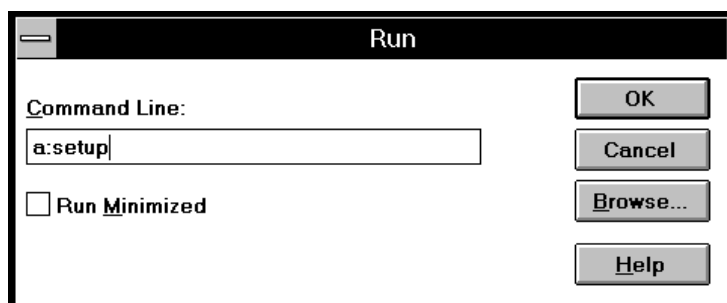 Run
Command Line:
a:setup
Run Minimized
OK
Cancel
Browse...
Help